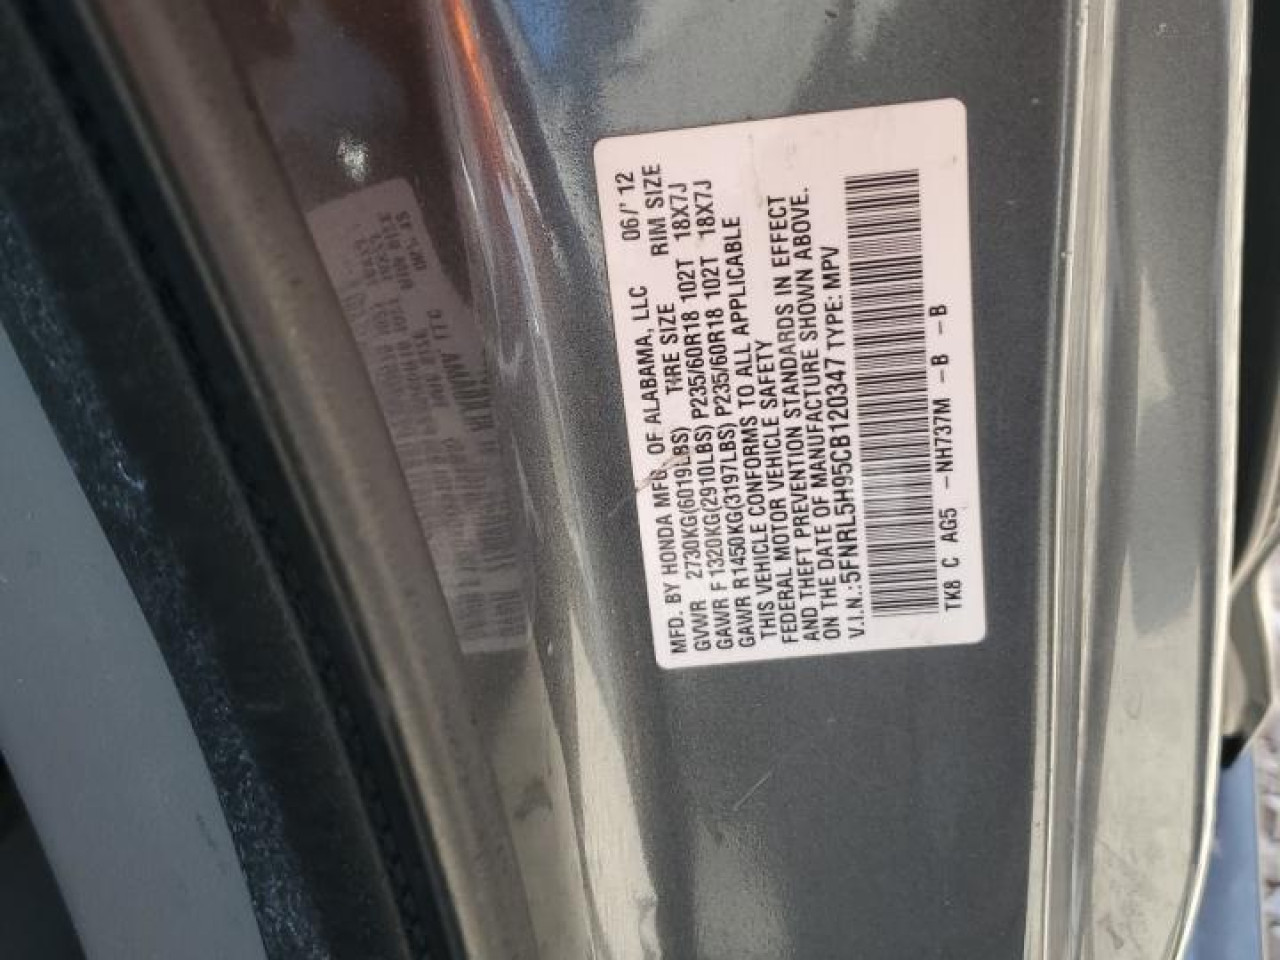 MFD. BY HONDA MFG. OF ALABAMA, LLC 06/'12
GVWR 2730KG(6019LBS) TIRE SIZE RIM SIZE
GAWR F 1320KG(2910LBS) P235/60R18 102T 18X7J
GAWR R1450KG(3197LBS) P235/60R18 102T 18X7J
THIS VEHICLE CONFORMS TO ALL APPLICABLE
FEDERAL MOTOR VEHICLE SAFETY
AND THEFT PREVENTION STANDARDS IN EFFECT
ON THE DATE OF MANUFACTURE SHOWN ABOVE.
V.I.N.:5FNRL5H95CB120347 TYPE: MPV
TK8 C AG5 -NH737M -B -B